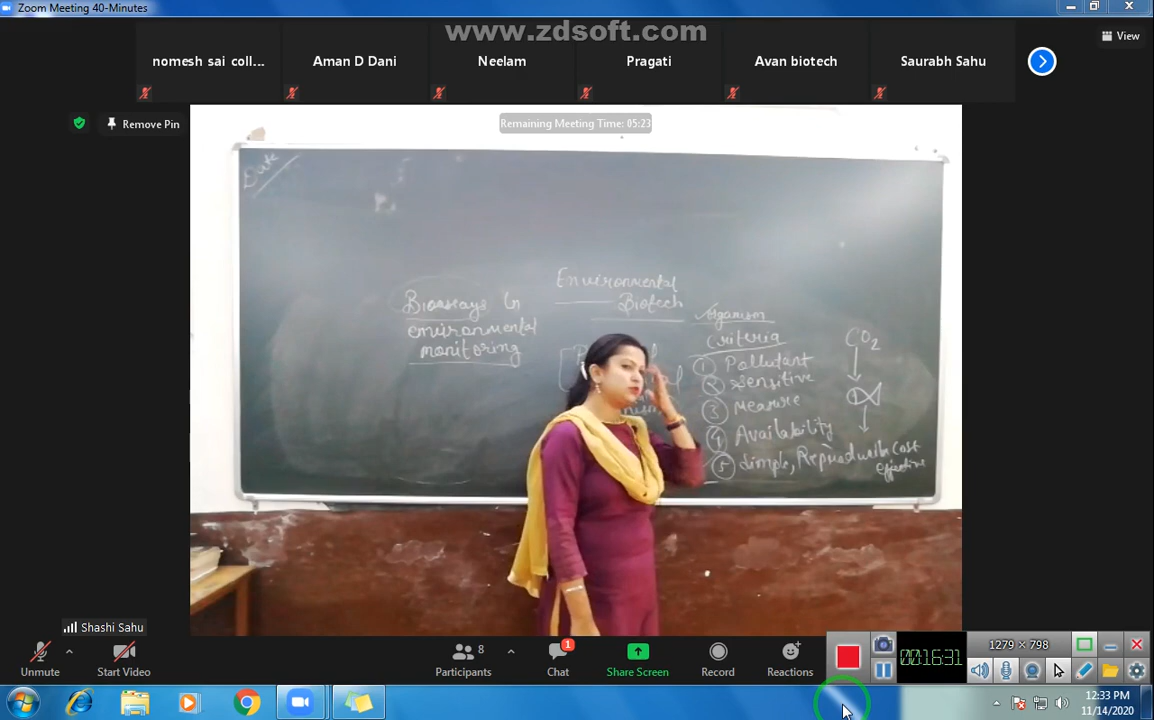 Zoom Meeting 40-Minutes
www.zdsoft.com
View
nomesh sai coll...
Aman D Dani
Neelam
Pragati
Avan biotech
Saurabh Sahu
Remove Pin
Remaining Meeting Time: 05:23
Date
Environmental
Biotech
Bioassays In
environmental
monitoring
Organism
criteria
① Pollutant
② sensitive
③ Measure
④ Availability
⑤ Simple, Cost
effective
CO2
Shashi Sahu
Unmute
Start Video
Participants
8
Chat
1
Share Screen
Record
Reactions
00:16:31
1279 × 798
12:33 PM
11/14/2020